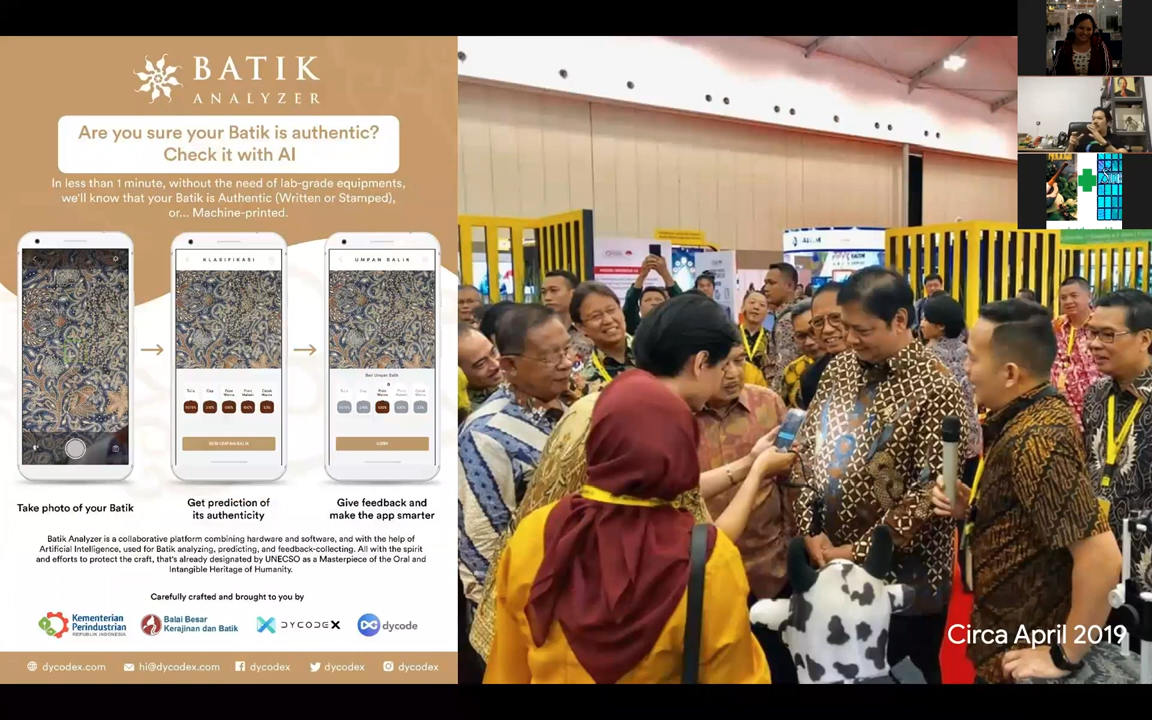 BATIK
ANALYZER
Are you sure your Batik is authentic?
Check it with AI
In less than 1 minute, without the need of lab-grade equipments,
we'll know that your Batik is Authentic (Written or Stamped),
or... Machine-printed.
KLASIFIKASI
UMPAN BALIK
Beri Umpan Balik
KIRIM
Take photo of your Batik
Get prediction of
its authenticity
Give feedback and
make the app smarter
Batik Analyzer is a collaborative platform combining hardware and software, and with the help of
Artificial Intelligence, used for Batik analyzing, predicting, and feedback-collecting. All with the spirit
and efforts to protect the craft, that's already designated by UNECSO as a Masterpiece of the Oral and
Intangible Heritage of Humanity.
Carefully crafted and brought to you by
Kementerian
Perindustrian
REPUBLIK INDONESIA
Balai Besar
Kerajinan dan Batik
DYCODEX
dycode
dycodex.com
hi@dycodex.com
dycodex
dycodex
dycodex
Circa April 2019